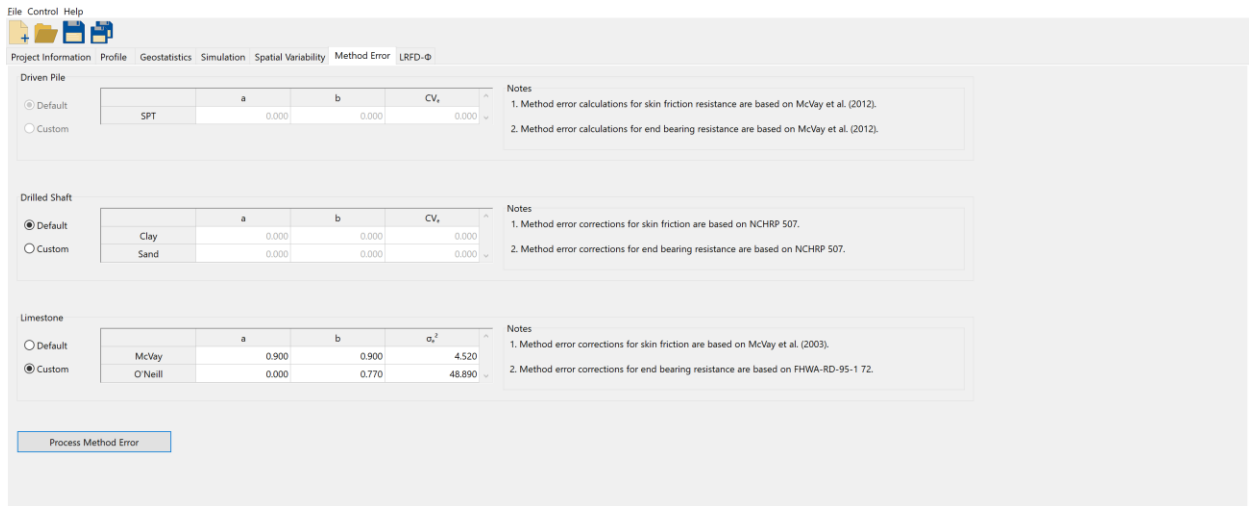 File Control Help
Project Information Profile Geostatistics Simulation Spatial Variability Method Error LRFD-Φ
Driven Pile
Default
Custom
a b CVₑ
SPT 0.000 0.000 0.000
Notes
1. Method error calculations for skin friction resistance are based on McVay et al. (2012).
2. Method error calculations for end bearing resistance are based on McVay et al. (2012).
Drilled Shaft
Default
Custom
a b CVₑ
Clay 0.000 0.000 0.000
Sand 0.000 0.000 0.000
Notes
1. Method error corrections for skin friction are based on NCHRP 507.
2. Method error corrections for end bearing resistance are based on NCHRP 507.
Limestone
Default
Custom
a b σₑ²
McVay 0.900 0.900 4.520
O'Neill 0.000 0.770 48.890
Notes
1. Method error corrections for skin friction are based on McVay et al. (2003).
2. Method error corrections for end bearing resistance are based on FHWA-RD-95-1 72.
Process Method Error